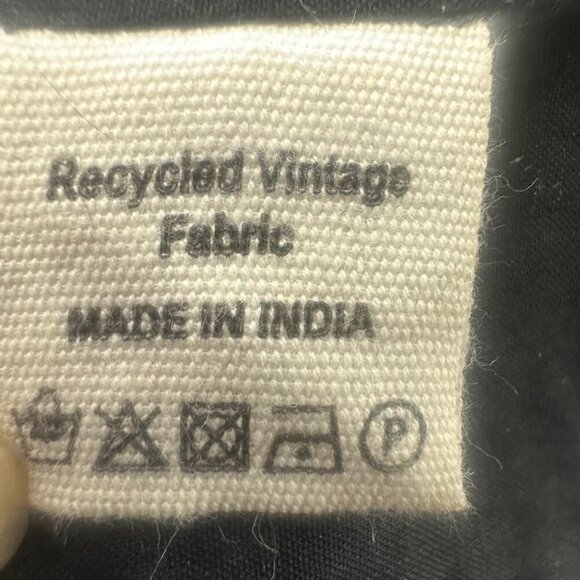 Recycled Vintage
Fabric
MADE IN INDIA
P